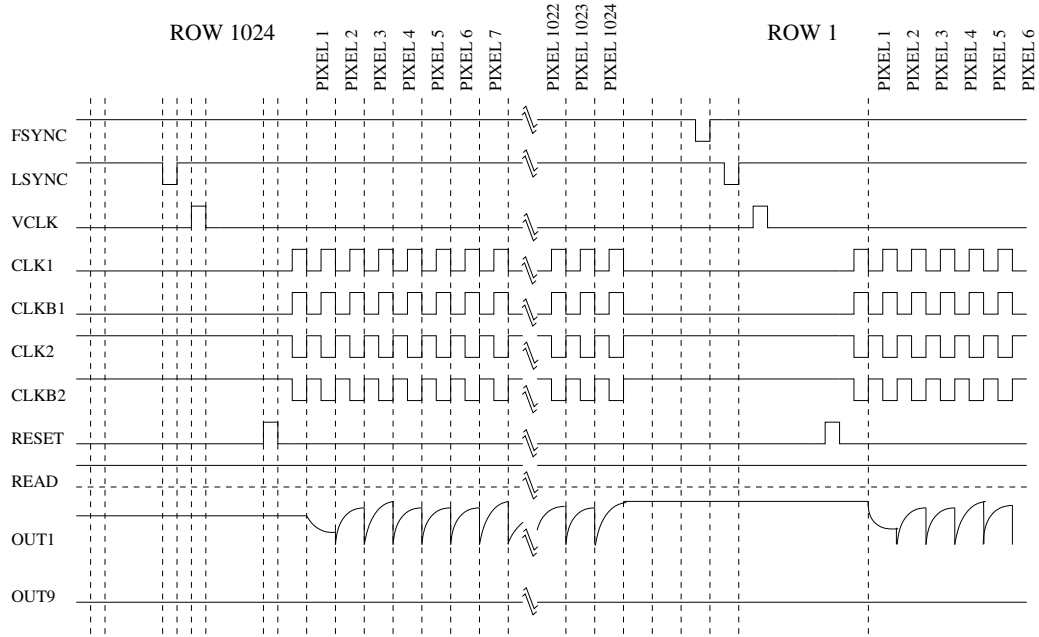 ROW 1024
PIXEL 1
PIXEL 2
PIXEL 3
PIXEL 4
PIXEL 5
PIXEL 6
PIXEL 7
PIXEL 1022
PIXEL 1023
PIXEL 1024
ROW 1
PIXEL 1
PIXEL 2
PIXEL 3
PIXEL 4
PIXEL 5
PIXEL 6
FSYNC
LSYNC
VCLK
CLK1
CLKB1
CLK2
CLKB2
RESET
READ
OUT1
OUT9